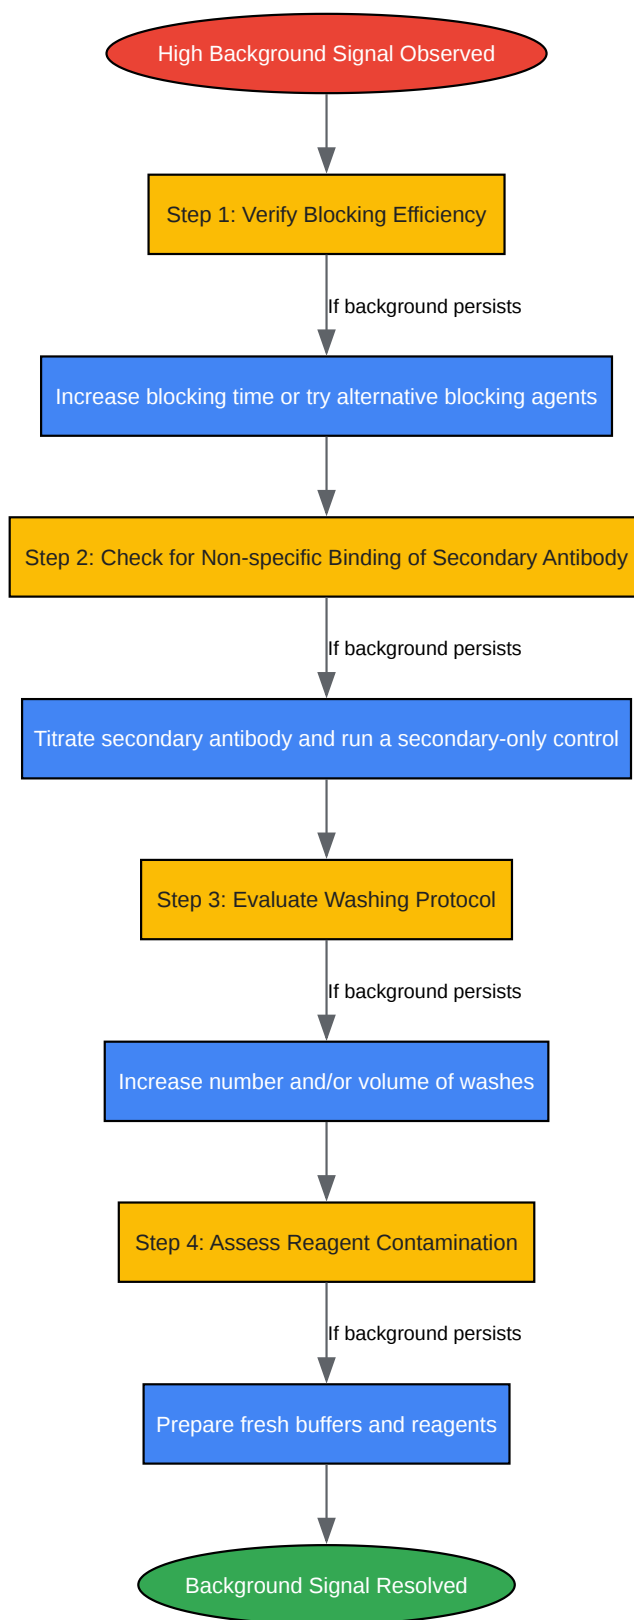 High Background Signal Observed
Step 1: Verify Blocking Efficiency
If background persists
Increase blocking time or try alternative blocking agents
Step 2: Check for Non-specific Binding of Secondary Antibody
If background persists
Titrate secondary antibody and run a secondary-only control
Step 3: Evaluate Washing Protocol
If background persists
Increase number and/or volume of washes
Step 4: Assess Reagent Contamination
If background persists
Prepare fresh buffers and reagents
Background Signal Resolved